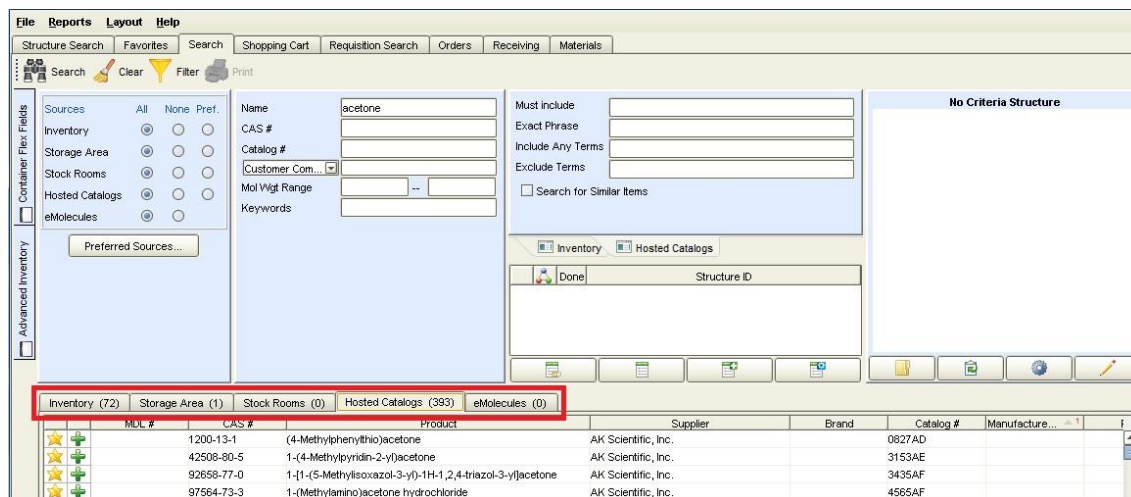 File Reports Layout Help
Structure Search Favorites Search Shopping Cart Requisition Search Orders Receiving Materials
Search Clear Filter Print
Container Flex Fields
Advanced Inventory
Sources All None Pref.
Inventory
Storage Area
Stock Rooms
Hosted Catalogs
eMolecules
Preferred Sources...
Name acetone
CAS #
Catalog #
Customer Com...
Mol Wgt Range --
Keywords
Must include
Exact Phrase
Include Any Terms
Exclude Terms
Search for Similar Items
Inventory Hosted Catalogs
Done Structure ID
No Criteria Structure
Inventory (72) Storage Area (1) Stock Rooms (0) Hosted Catalogs (393) eMolecules (0)
MDL # CAS # Product Supplier Brand Catalog # Manufacture... 1
1200-13-1 (4-Methylphenylthio)acetone AK Scientific, Inc. 0827AD
42508-80-5 1-(4-Methylpyridin-2-yl)acetone AK Scientific, Inc. 3153AE
92658-77-0 1-[1-(5-Methylisoxazol-3-yl)-1H-1,2,4-triazol-3-yl]acetone AK Scientific, Inc. 3435AF
97564-73-3 1-(Methylamino)acetone hydrochloride AK Scientific, Inc. 4565AF